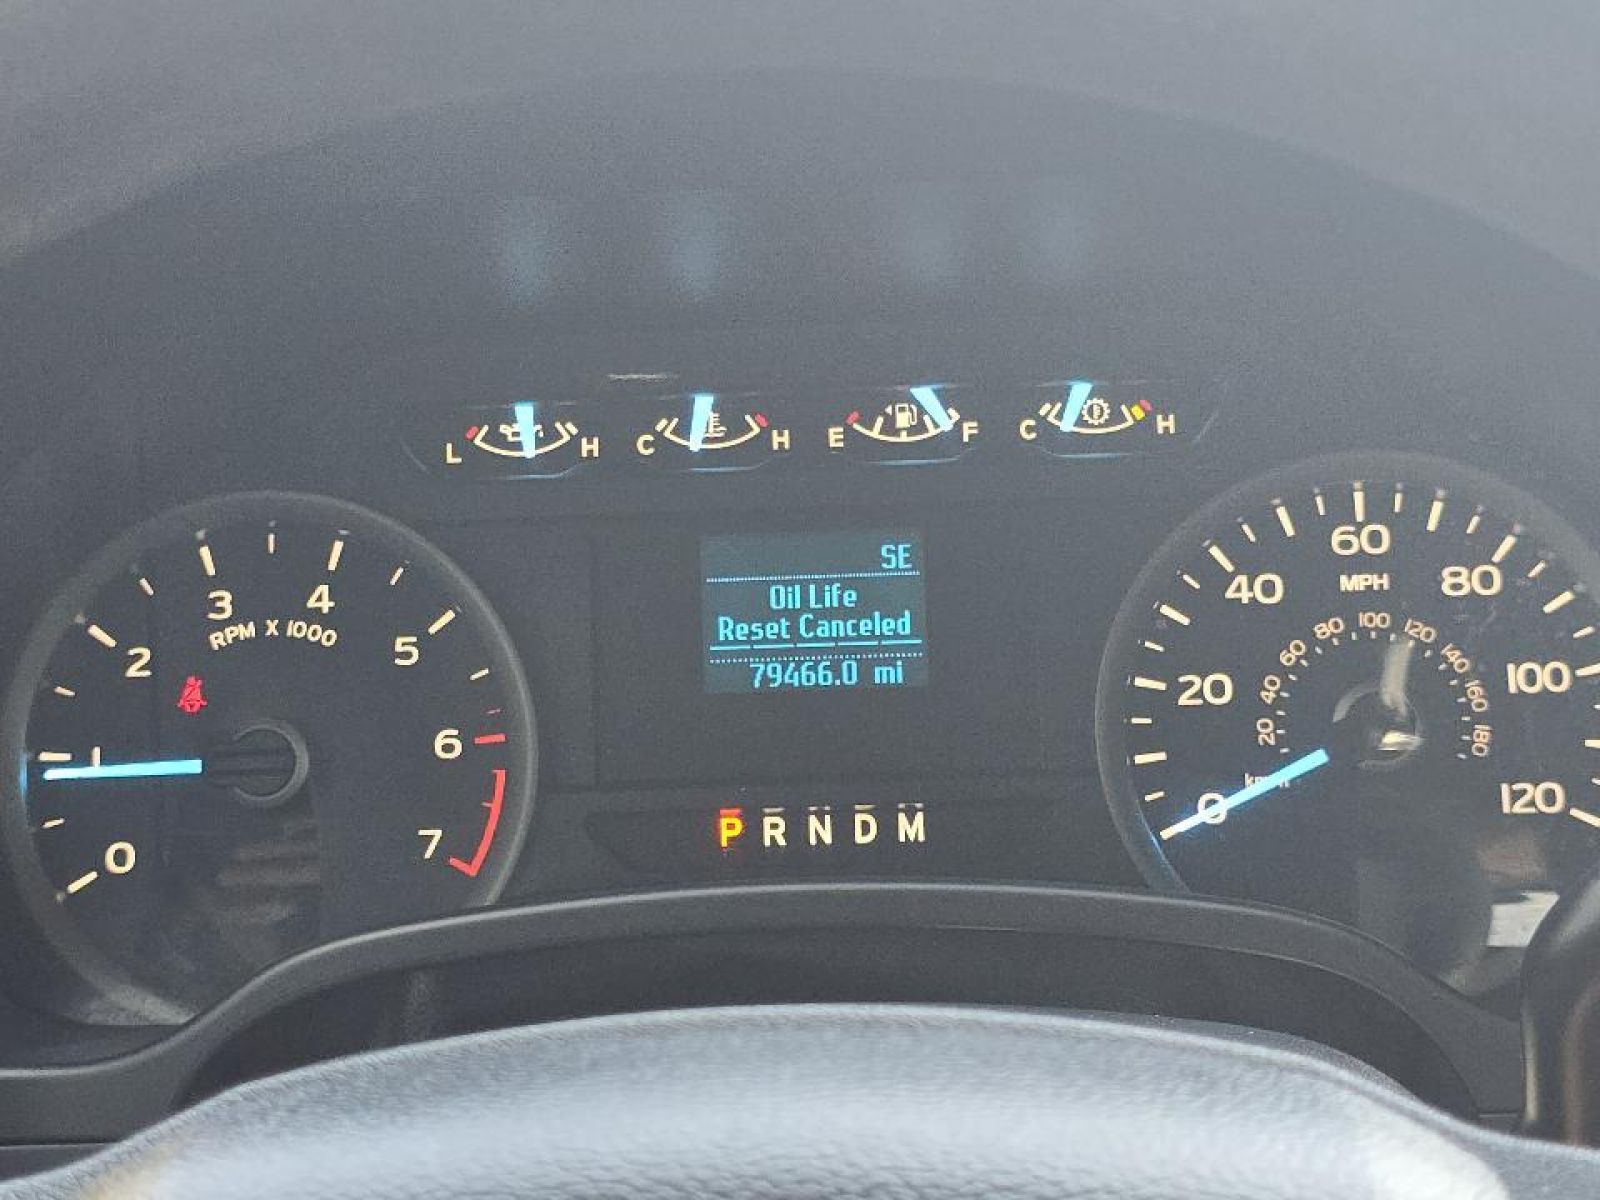 L H C H E F C H
SE
Oil Life
Reset Canceled
79466.0 mi
0 1 2 3 4 5 6 7
RPM X 1000
0 20 40 60 80 100 120
MPH
20 40 60 80 100 120 140 160 180
P R N D M